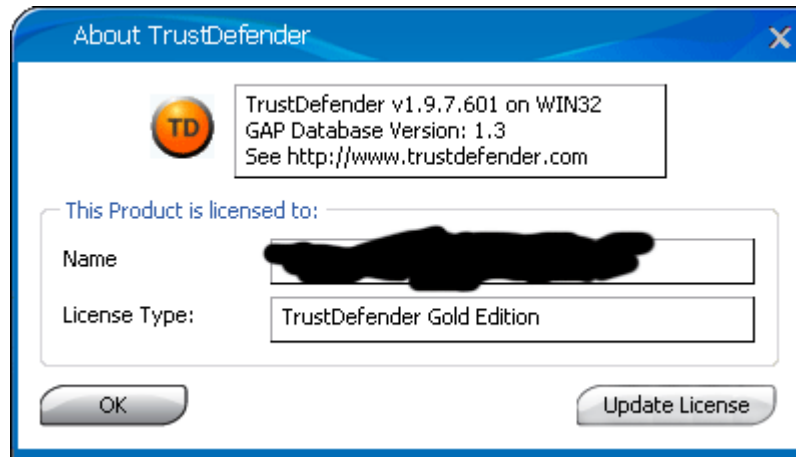 About TrustDefender
TD
TrustDefender v1.9.7.601 on WIN32
GAP Database Version: 1.3
See http://www.trustdefender.com
This Product is licensed to:
Name
License Type: TrustDefender Gold Edition
OK Update License